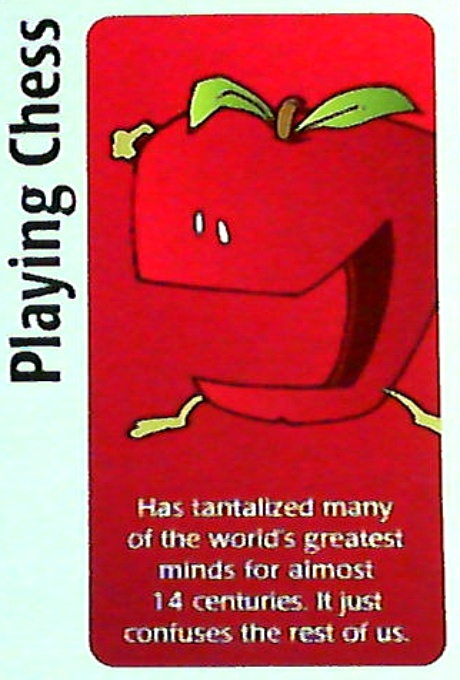 Playing Chess
Has tantalized many
of the world's greatest
minds for almost
14 centuries. It just
confuses the rest of us.